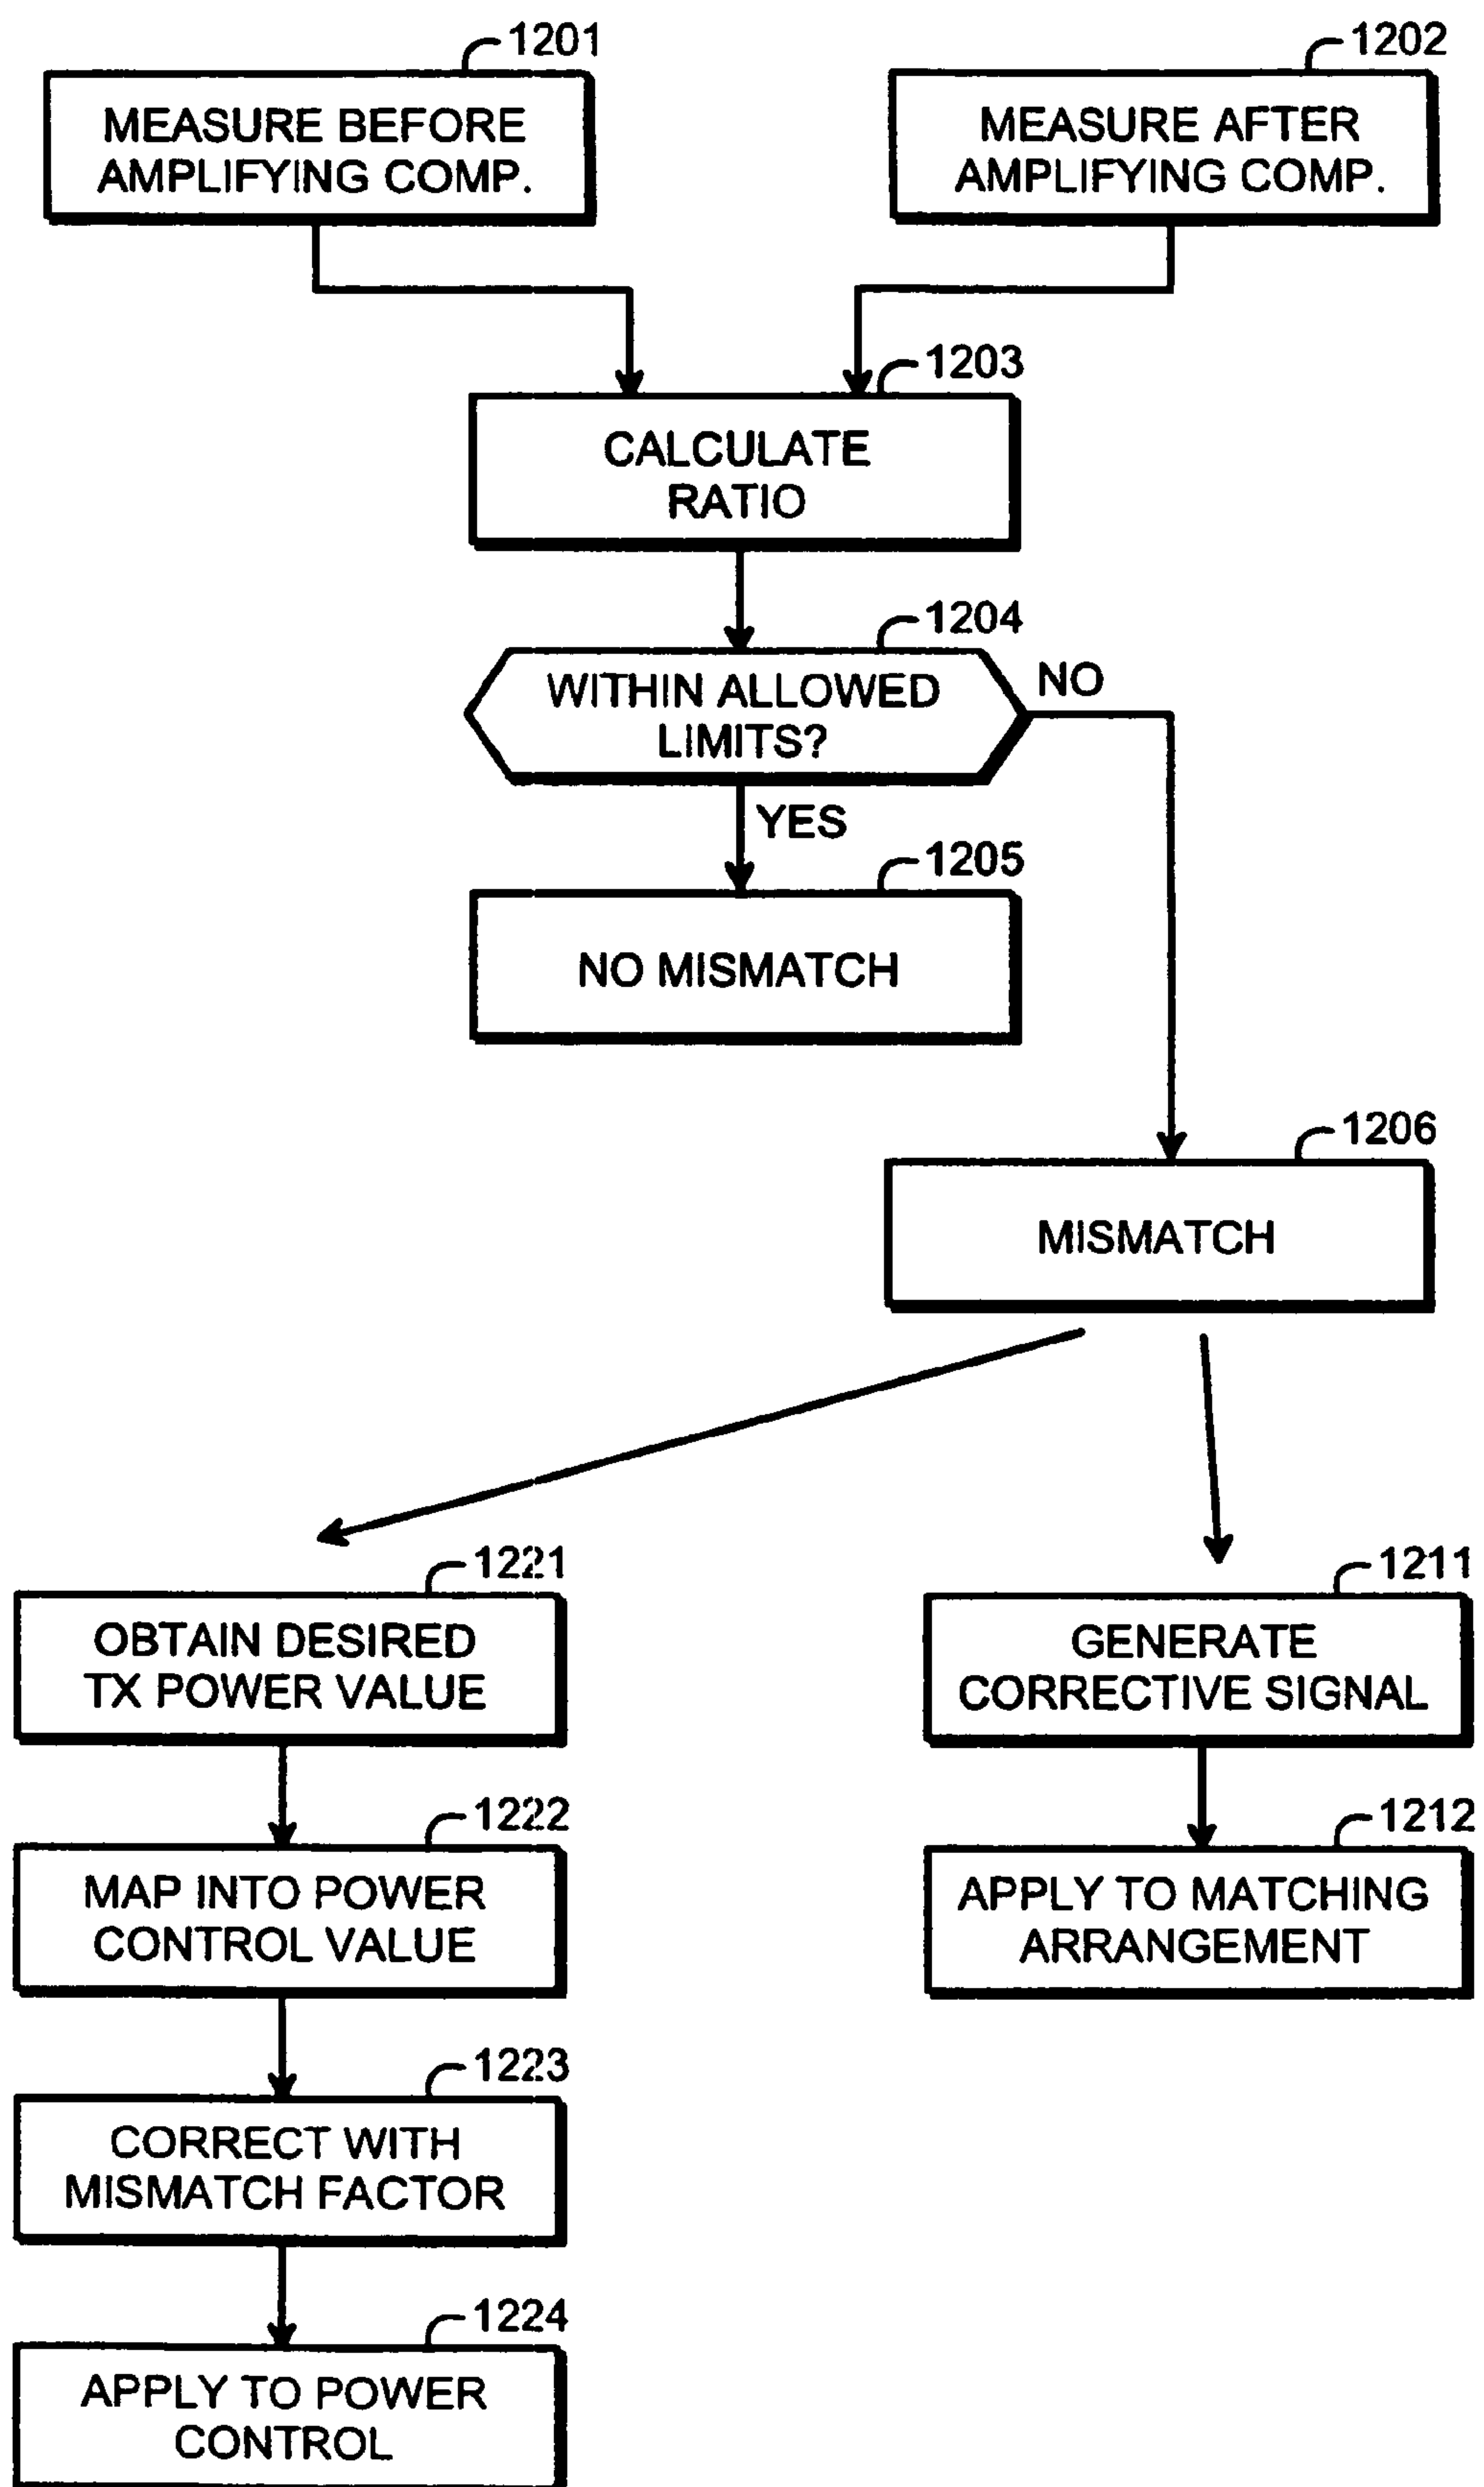 1201
MEASURE BEFORE
AMPLIFYING COMP.
1202
MEASURE AFTER
AMPLIFYING COMP.
1203
CALCULATE
RATIO
1204
WITHIN ALLOWED
LIMITS?
NO
YES
1205
NO MISMATCH
1206
MISMATCH
1221
OBTAIN DESIRED
TX POWER VALUE
1222
MAP INTO POWER
CONTROL VALUE
1223
CORRECT WITH
MISMATCH FACTOR
1224
APPLY TO POWER
CONTROL
1211
GENERATE
CORRECTIVE SIGNAL
1212
APPLY TO MATCHING
ARRANGEMENT